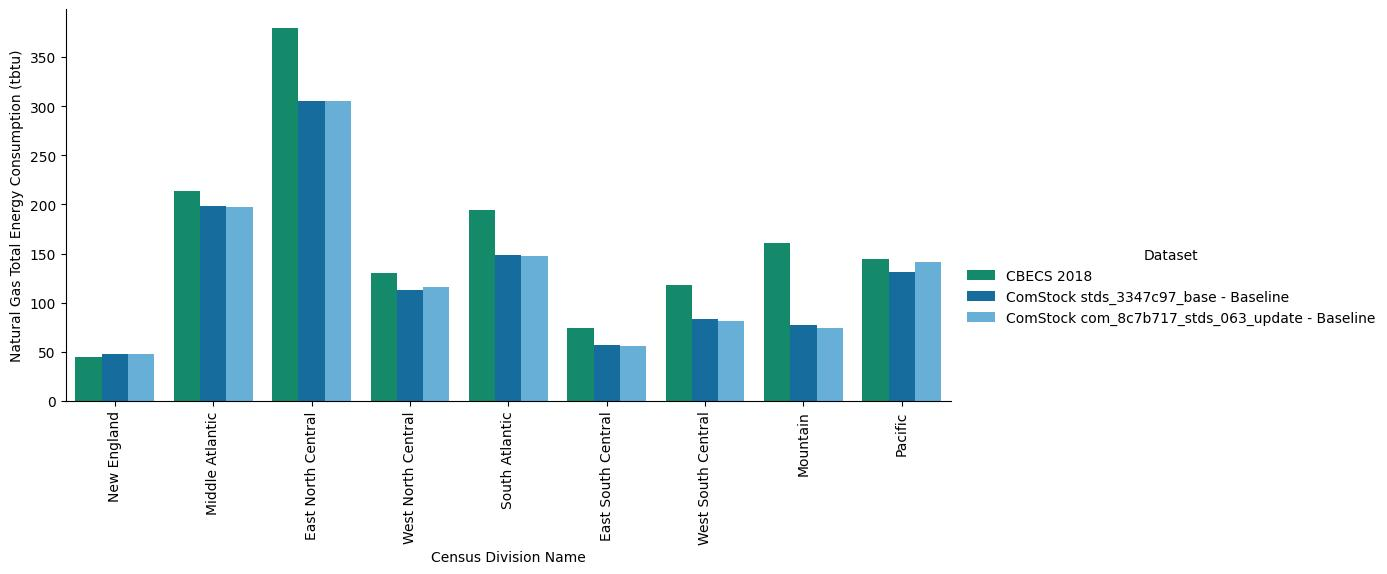 Natural Gas Total Energy Consumption (tbtu)
350
300
250
200
150
100
50
0
New England
Middle Atlantic
East North Central
West North Central
South Atlantic
East South Central
West South Central
Mountain
Pacific
Census Division Name
Dataset
CBECS 2018
ComStock stds_3347c97_base - Baseline
ComStock com_8c7b717_stds_063_update - Baseline